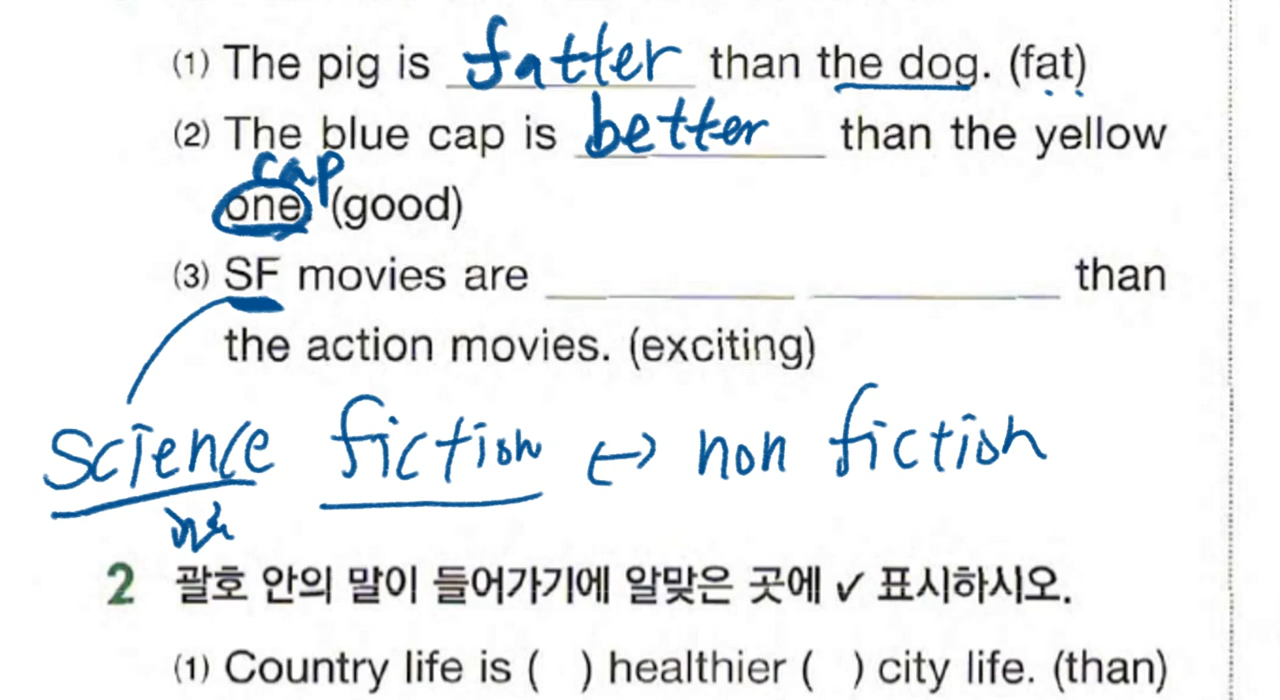 (1) The pig is fatter than the dog. (fat)
(2) The blue cap is better than the yellow
cap
one (good)
(3) SF movies are ____ ____ than
the action movies. (exciting)
science fiction ↔ non fiction
2 괄호 안의 말이 들어가기에 알맞은 곳에 ✓ 표시하시오.
(1) Country life is ( ) healthier ( ) city life. (than)